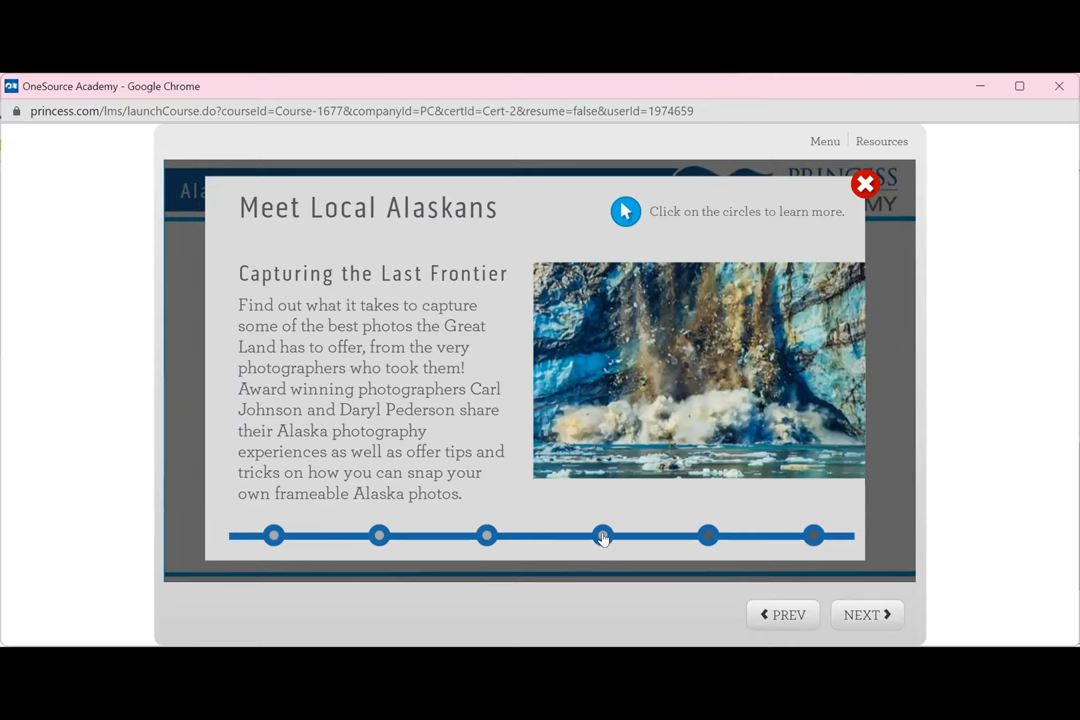 OneSource Academy - Google Chrome
princess.com/lms/launchCourse.do?courseId=Course-1677&companyId=PC&certId=Cert-2&resume=false&userId=1974659
Menu
Resources
Ala
PRINCESS
MY
Meet Local Alaskans
Click on the circles to learn more.
Capturing the Last Frontier
Find out what it takes to capture
some of the best photos the Great
Land has to offer, from the very
photographers who took them!
Award winning photographers Carl
Johnson and Daryl Pederson share
their Alaska photography
experiences as well as offer tips and
tricks on how you can snap your
own frameable Alaska photos.
PREV
NEXT